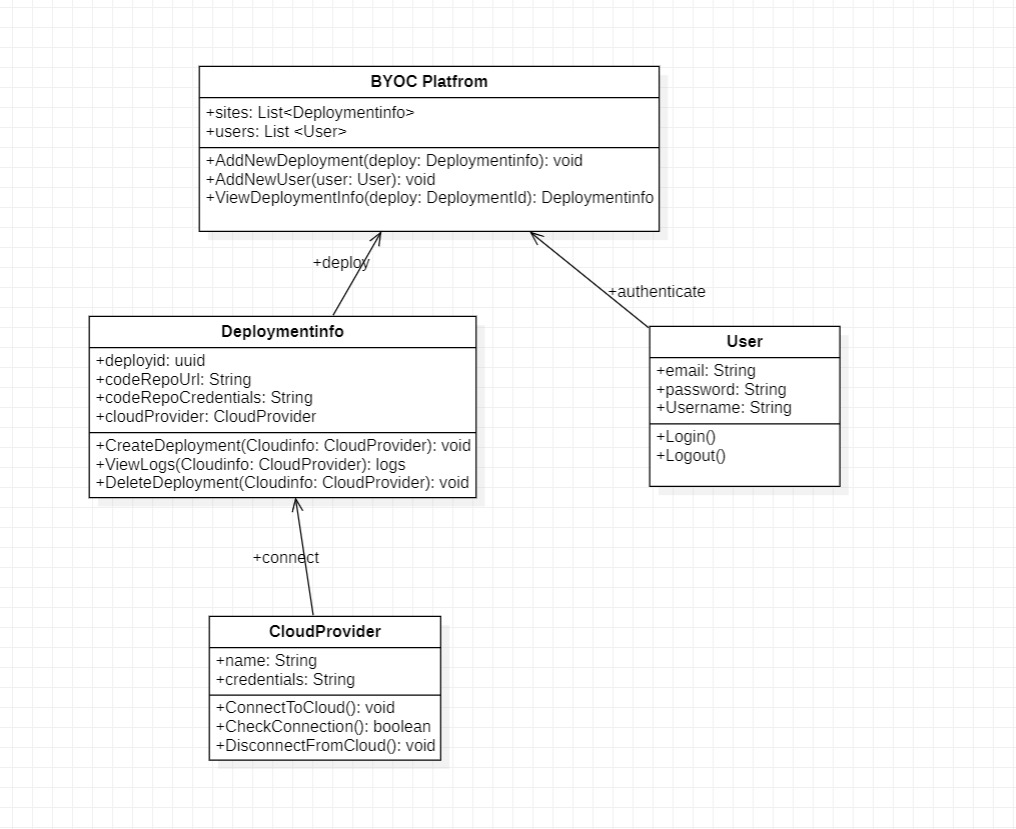 BYOC Platfrom
+sites: List<Deploymentinfo>
+users: List <User>
+AddNewDeployment(deploy: Deploymentinfo): void
+AddNewUser(user: User): void
+ViewDeploymentInfo(deploy: DeploymentId): Deploymentinfo
+deploy
+authenticate
Deploymentinfo
+deployid: uuid
+codeRepoUrl: String
+codeRepoCredentials: String
+cloudProvider: CloudProvider
+CreateDeployment(Cloudinfo: CloudProvider): void
+ViewLogs(Cloudinfo: CloudProvider): logs
+DeleteDeployment(Cloudinfo: CloudProvider): void
User
+email: String
+password: String
+Username: String
+Login()
+Logout()
+connect
CloudProvider
+name: String
+credentials: String
+ConnectToCloud(): void
+CheckConnection(): boolean
+DisconnectFromCloud(): void